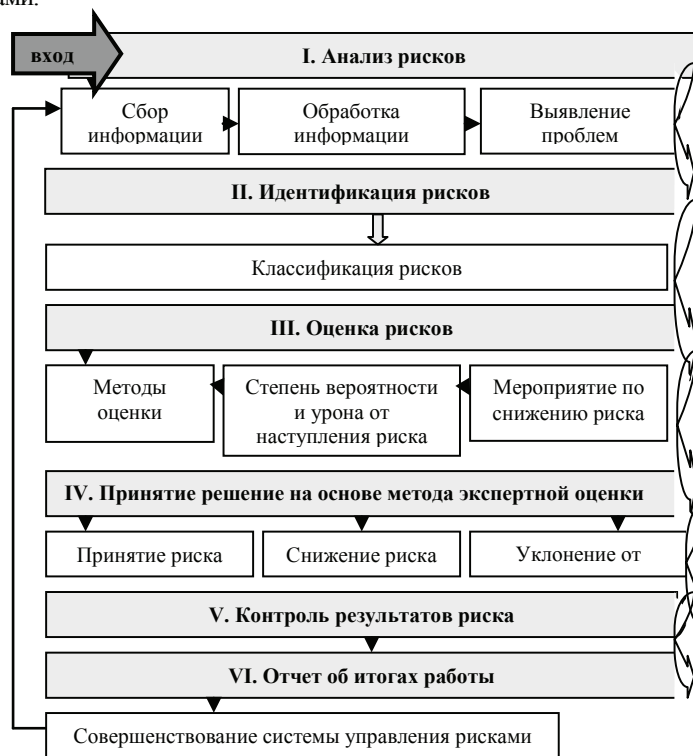 вход
I. Анализ рисков
Сбор
информации
Обработка
информации
Выявление
проблем
II. Идентификация рисков
Классификация рисков
III. Оценка рисков
Методы
оценки
Степень вероятности
и урона от
наступления риска
Мероприятие по
снижению риска
IV. Принятие решение на основе метода экспертной оценки
Принятие риска
Снижение риска
Уклонение от
V. Контроль результатов риска
VI. Отчет об итогах работы
Совершенствование системы управления рисками